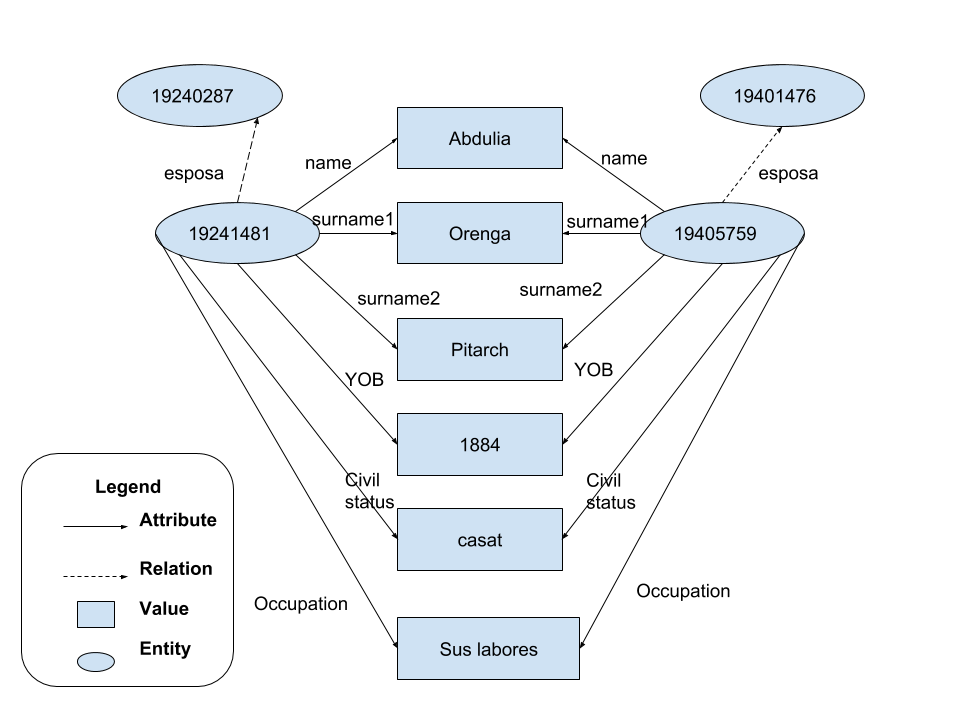 19240287
19401476
Abdulia
name
name
esposa
esposa
surname1
surname1
19241481
Orenga
19405759
surname2
surname2
Pitarch
YOB
YOB
1884
Civil
status
Civil
status
casat
Legend
Attribute
Relation
Value
Entity
Occupation
Occupation
Sus labores